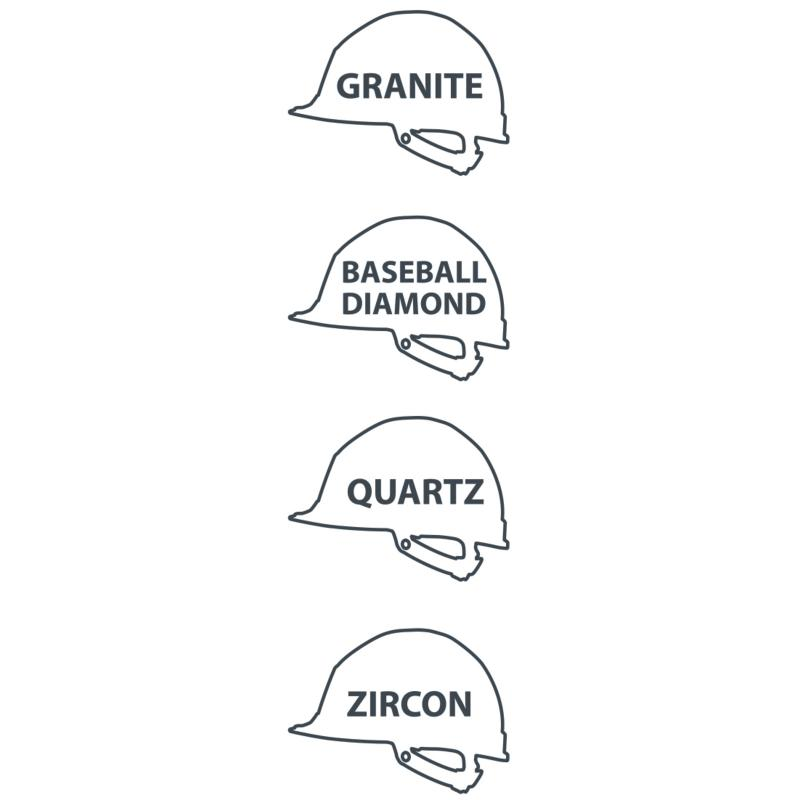 GRANITE
BASEBALL
DIAMOND
QUARTZ
ZIRCON